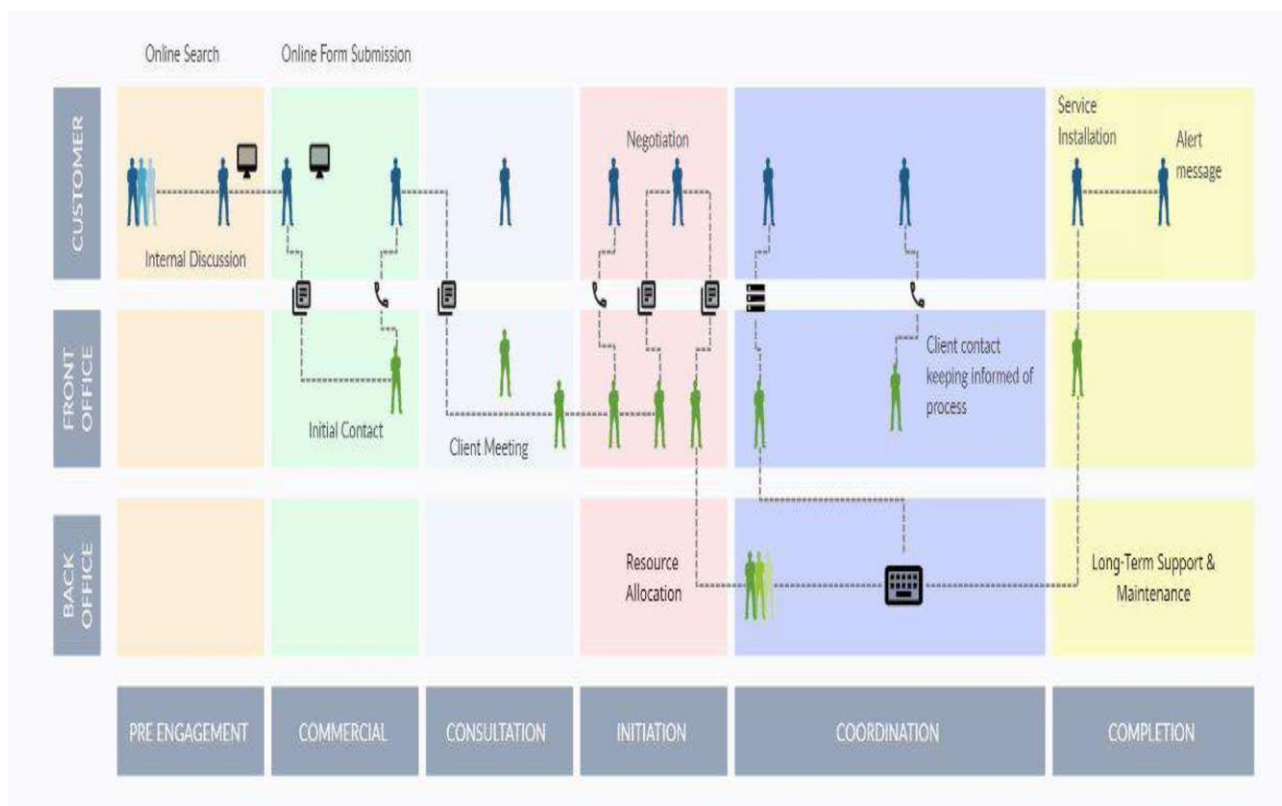 Online Search
Online Form Submission
CUSTOMER
Internal Discussion
Negotiation
Service
Installation
Alert
message
FRONT
OFFICE
Initial Contact
Client Meeting
Client contact
keeping informed of
process
BACK
OFFICE
Resource
Allocation
Long-Term Support &
Maintenance
PRE ENGAGEMENT
COMMERCIAL
CONSULTATION
INITIATION
COORDINATION
COMPLETION